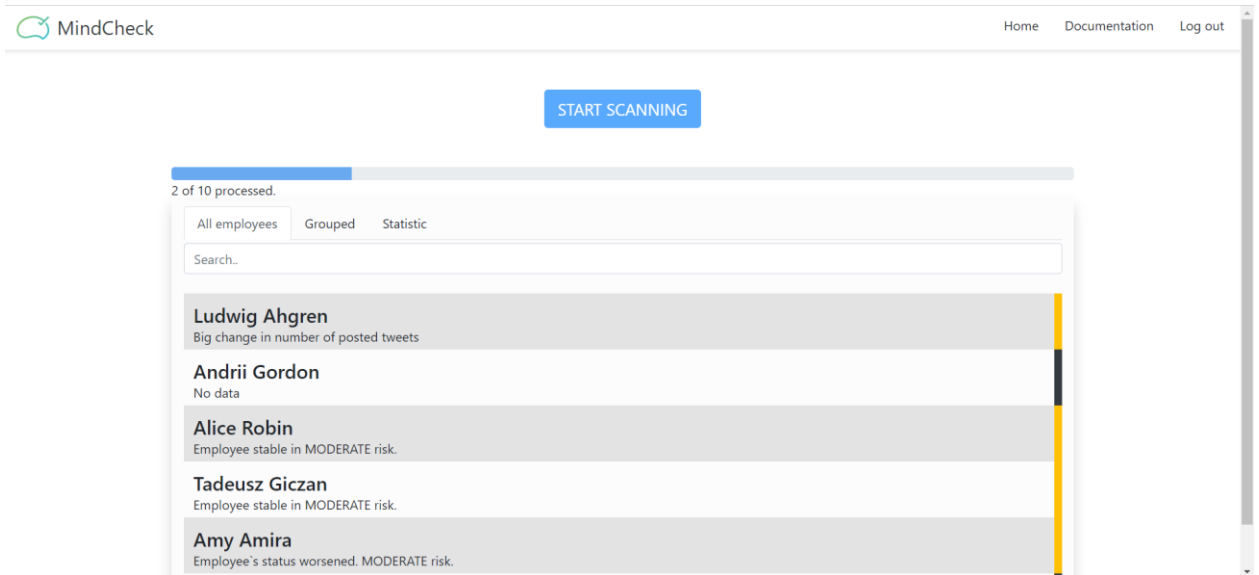 MindCheck
Home Documentation Log out
START SCANNING
2 of 10 processed.
All employees Grouped Statistic
Search..
Ludwig Ahgren
Big change in number of posted tweets
Andrii Gordon
No data
Alice Robin
Employee stable in MODERATE risk.
Tadeusz Giczan
Employee stable in MODERATE risk.
Amy Amira
Employee`s status worsened. MODERATE risk.